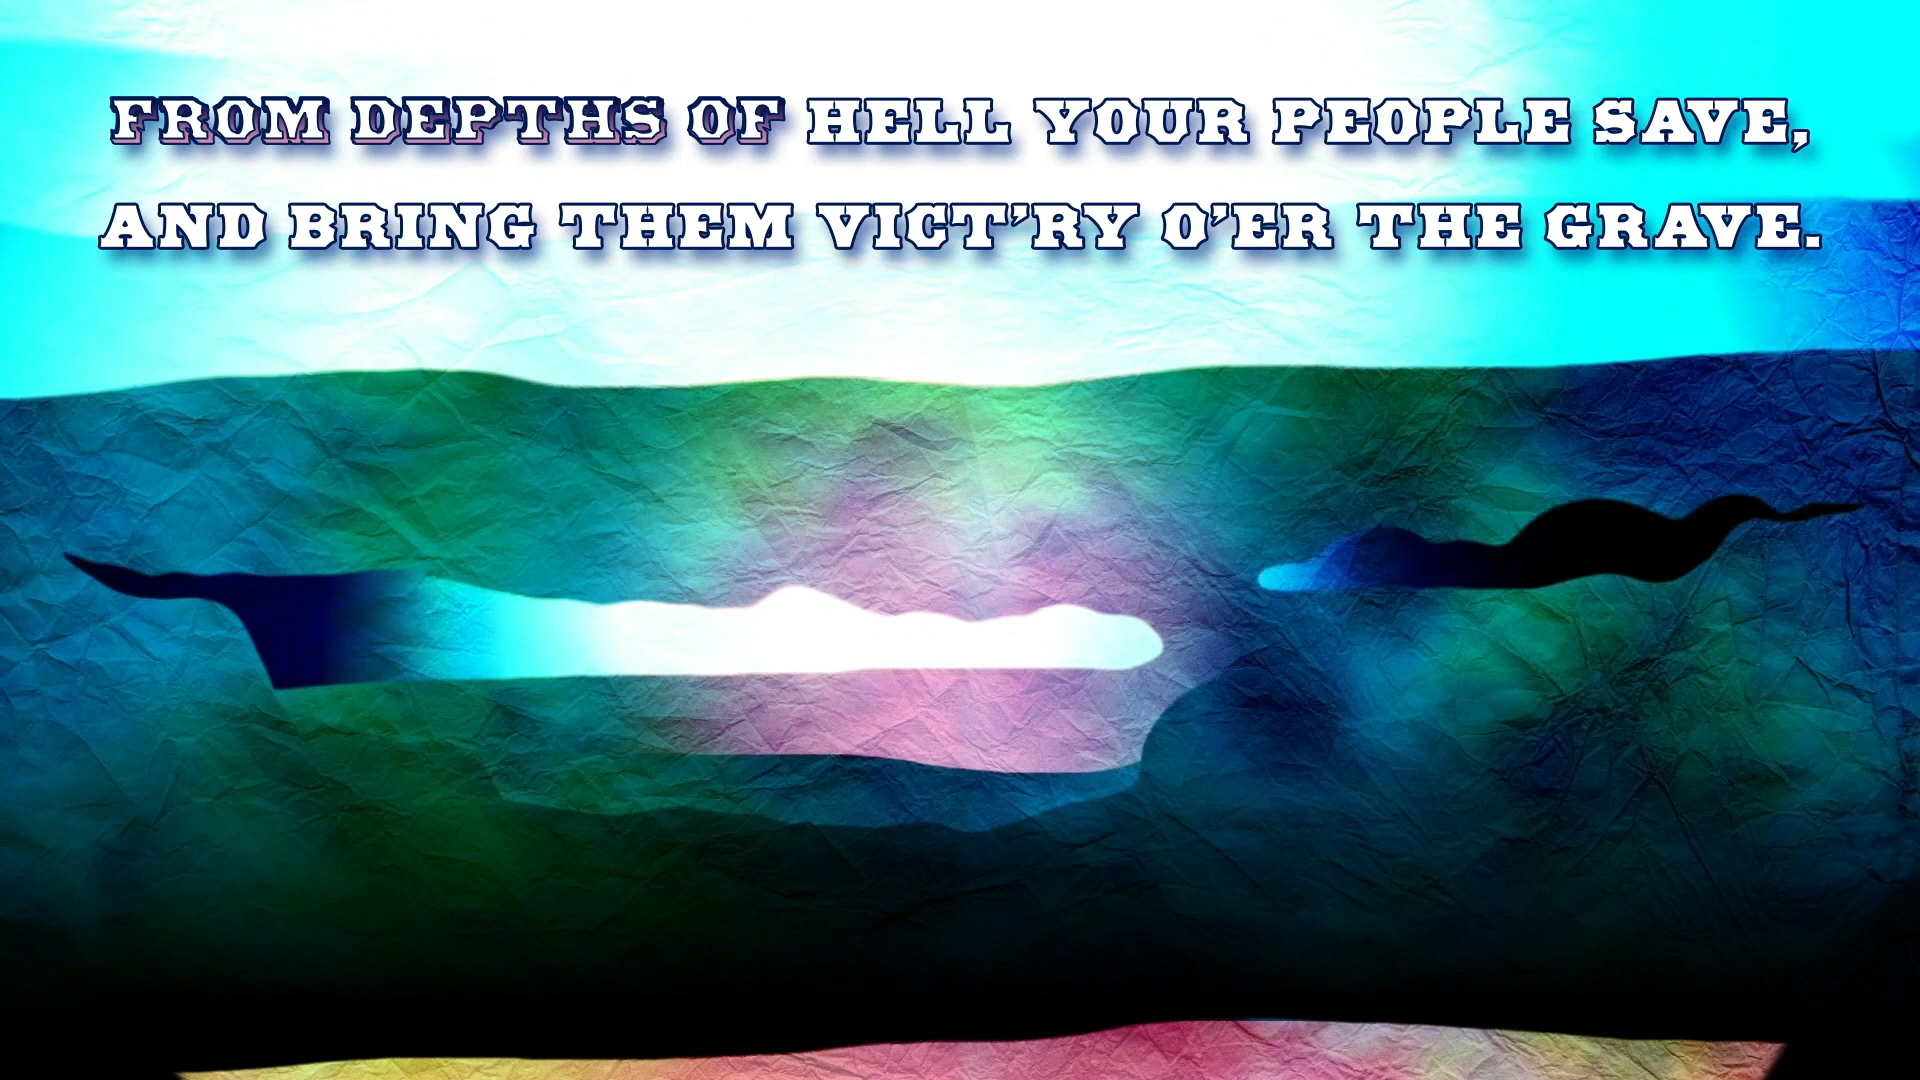 FROM DEPTHS OF HELL YOUR PEOPLE SAVE,
AND BRING THEM VICT'RY O'ER THE GRAVE.